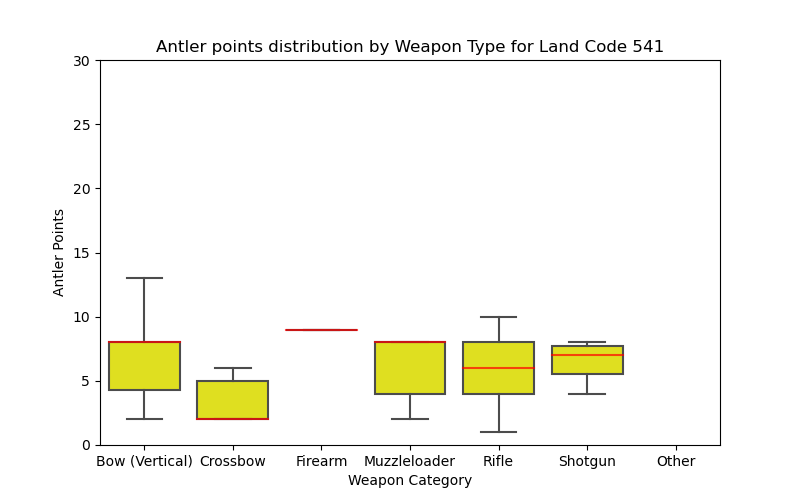 Antler points distribution by Weapon Type for Land Code 541
Antler Points
30
25
20
15
10
5
0
Bow (Vertical) Crossbow Firearm Muzzleloader Rifle Shotgun Other
Weapon Category